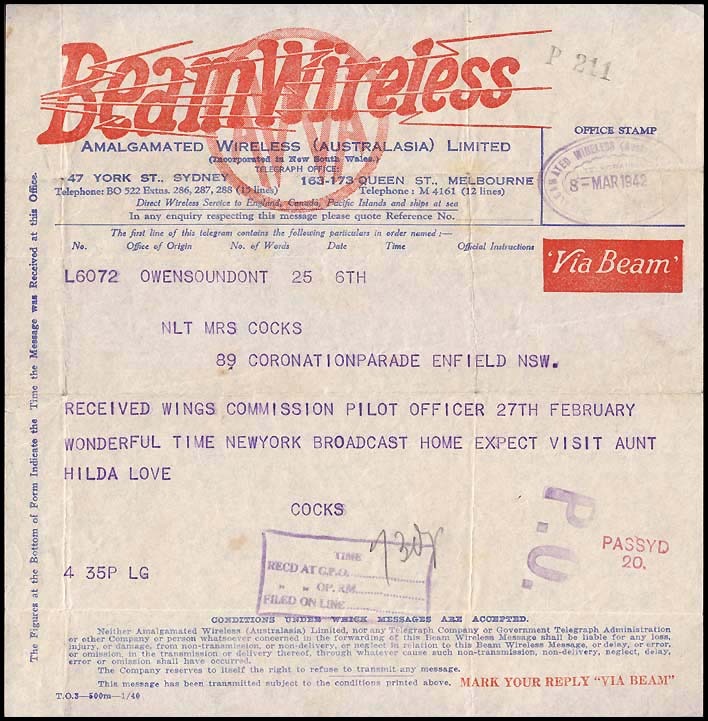 Beam Wireless
P 211
AMALGAMATED WIRELESS (AUSTRALASIA) LIMITED
(Incorporated in New South Wales.)
TELEGRAPH OFFICE:
47 YORK ST., SYDNEY 163-173 QUEEN ST., MELBOURNE
Telephone: BO 522 Extns. 286, 287, 288 (15 lines) Telephone: M 4161 (12 lines)
Direct Wireless Service to England, Canada, Pacific Islands and ships at sea
In any enquiry respecting this message please quote Reference No.
OFFICE STAMP
WIRELESS
8-MAR 1942
The first line of this telegram contains the following particulars in order named:—
No. Office of Origin No. of Words Date Time Official Instructions
'Via Beam'
L6072 OWENSOUNDONT 25 6TH
NLT MRS COCKS
89 CORONATIONPARADE ENFIELD NSW.
RECEIVED WINGS COMMISSION PILOT OFFICER 27TH FEBRUARY
WONDERFUL TIME NEWYORK BROADCAST HOME EXPECT VISIT AUNT
HILDA LOVE
COCKS
P.U.
PASSYD
20.
TIME
RECD AT G.P.O.
" " OP. RM.
FILED ON LINE
4 35P LG
The Figures at the Bottom of Form Indicate the Time the Message was Received at this Office.
CONDITIONS UNDER WHICH MESSAGES ARE ACCEPTED.
Neither Amalgamated Wireless (Australasia) Limited, nor any Telegraph Company or Government Telegraph Administration
or other Company or person whatsoever concerned in the forwarding of this Beam Wireless Message shall be liable for any loss,
injury, or damage, from non-transmission, or non-delivery, or neglect in relation to this Beam Wireless Message, or delay, or error,
or omission in the transmission or delivery thereof, through whatever cause such non-transmission, non-delivery, neglect, delay,
error or omission shall have occurred.
The Company reserves to itself the right to refuse to transmit any message.
This message has been transmitted subject to the conditions printed above. MARK YOUR REPLY "VIA BEAM"
T.O.3—500m—1/40